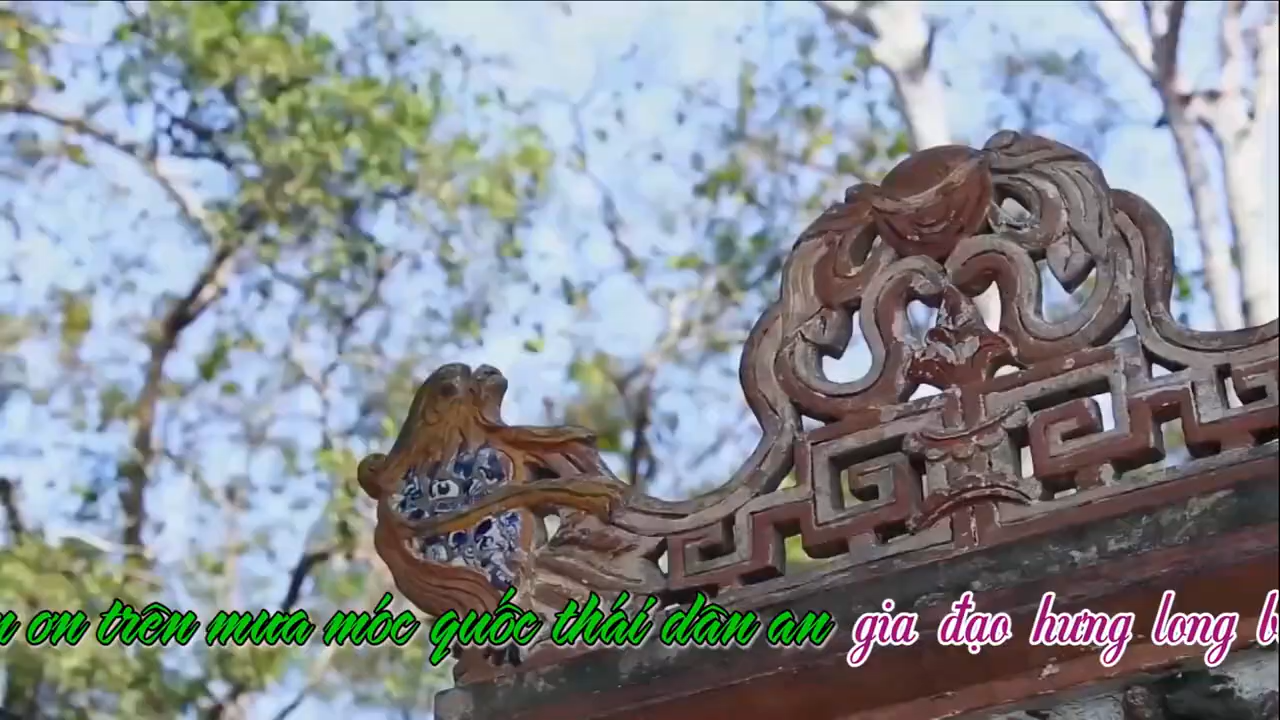 ơn trên mưa móc quốc thái dân an gia đạo hưng long